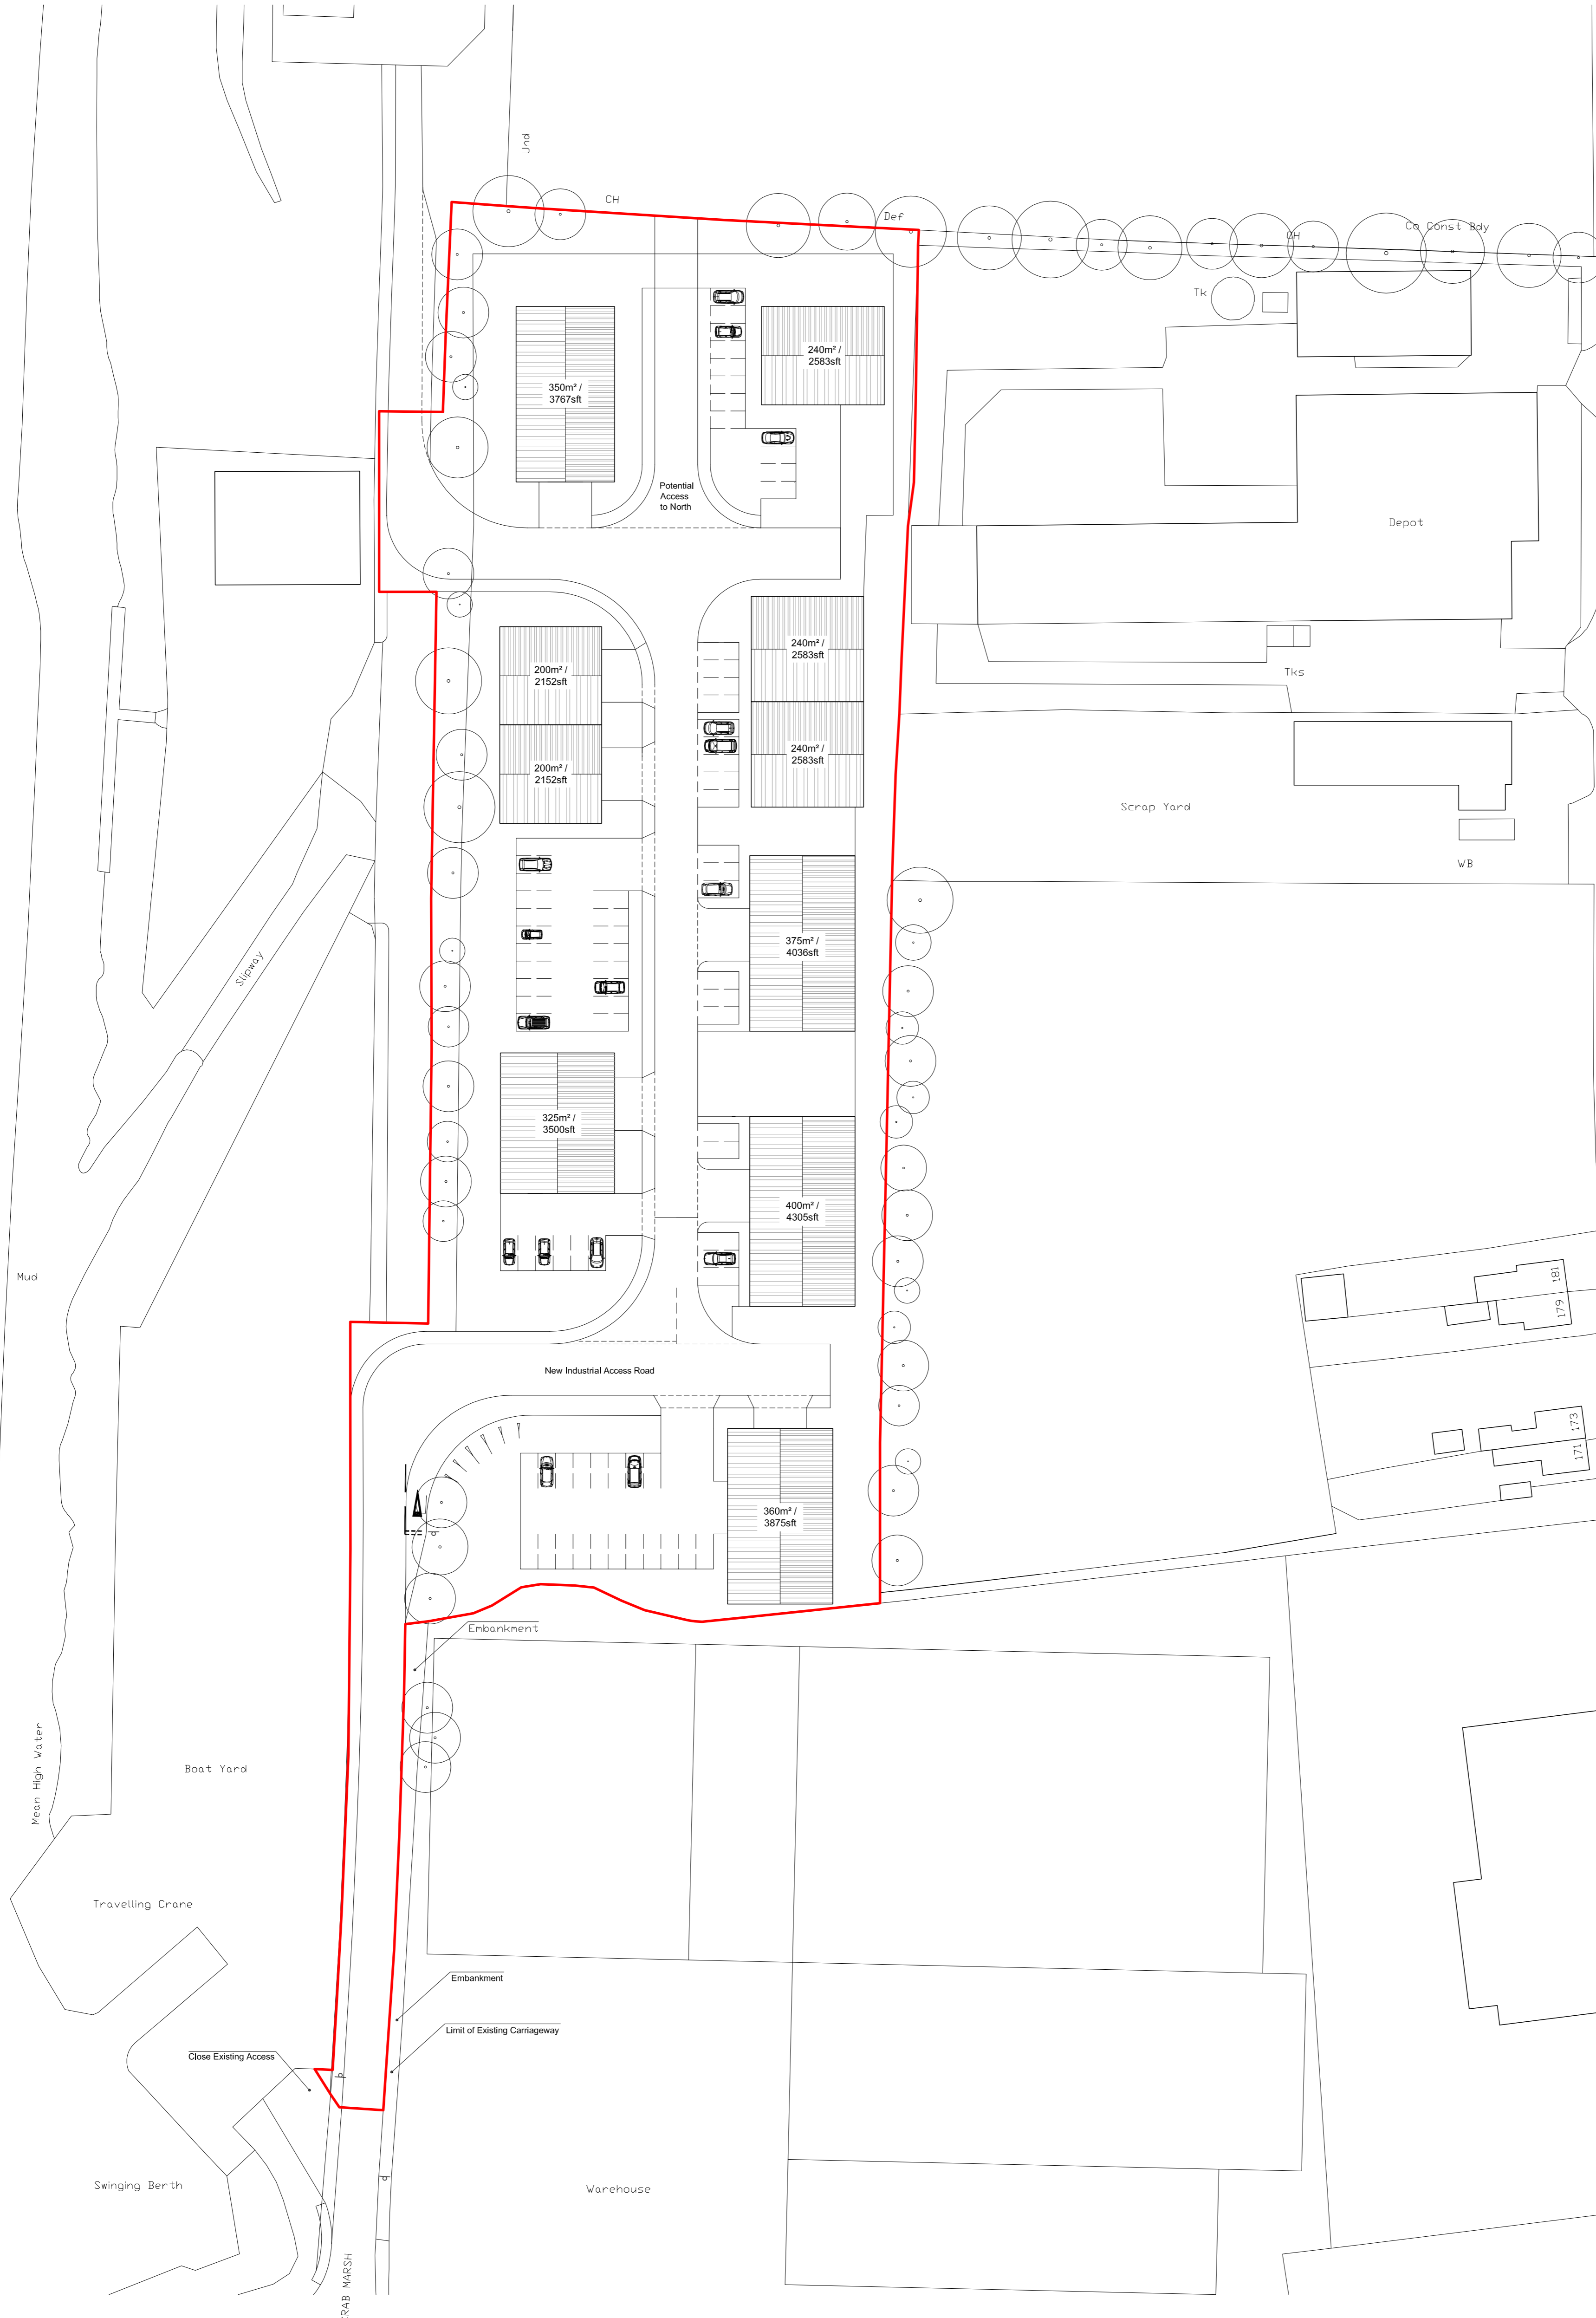 Und
CH
Def
CH
Co Const Bdy
Tk
240m² /
2583sft
350m² /
3767sft
Potential
Access
to North
Depot
240m² /
2583sft
Tks
200m² /
2152sft
240m² /
2583sft
200m² /
2152sft
Scrap Yard
WB
375m² /
4036sft
Slipway
325m² /
3500sft
400m² /
4305sft
Mud
181
179
New Industrial Access Road
173
171
360m² /
3875sft
Embankment
Mean High Water
Boat Yard
Travelling Crane
Embankment
Limit of Existing Carriageway
Close Existing Access
Swinging Berth
Warehouse
RAB MARSH